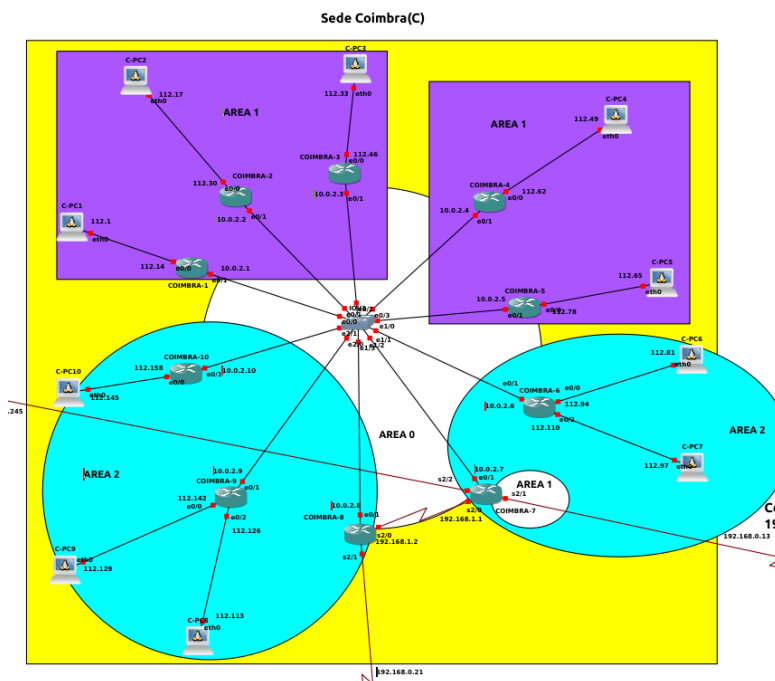 Sede Coimbra(C)
C-PC2
112.17
eth0
AREA 1
C-PC3
112.33
eth0
112.46
e0/0
COIMBRA-3
10.0.2.3
e0/1
112.30
e0/0
COIMBRA-2
10.0.2.2
e0/1
C-PC1
112.1
eth0
112.14
e0/0
COIMBRA-1
10.0.2.1
e0/1
AREA 1
C-PC4
112.49
eth0
112.62
e0/0
COIMBRA-4
10.0.2.4
e0/1
C-PC5
112.65
eth0
COIMBRA-5
10.0.2.5
e0/1
112.78
e0/0
e0/1
e0/2
e0/3
e1/0
e1/1
e1/2
e1/3
e2/1
COIMBRA-10
112.158
e0/0
e0/1
10.0.2.10
C-PC10
eth0
112.145
.245
AREA 2
10.0.2.9
COIMBRA-9
e0/1
112.142
e0/0
e0/2
112.126
C-PC9
eth0
112.129
C-PC8
112.113
eth0
AREA 0
10.0.2.8
COIMBRA-8
e0/1
s2/0
192.168.1.2
s2/1
192.168.0.21
C-PC6
112.81
eth0
e0/1
e0/0
COIMBRA-6
10.0.2.6
112.94
e0/2
112.110
AREA 2
C-PC7
112.97
eth0
10.0.2.7
e0/1
s2/2
AREA 1
s2/1
s2/0
COIMBRA-7
192.168.1.1
Co
19
192.168.0.13